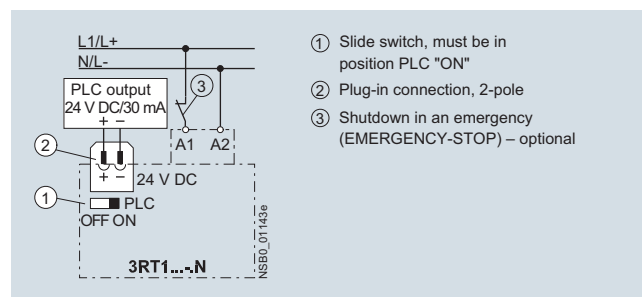 L1/L+
N/L-
PLC output
24 V DC/30 mA
+ −
3
A1 A2
2
+ − 24 V DC
1
PLC
OFF ON
3RT1...-.N
NSB0_01143e
1 Slide switch, must be in
position PLC "ON"
2 Plug-in connection, 2-pole
3 Shutdown in an emergency
(EMERGENCY-STOP) – optional